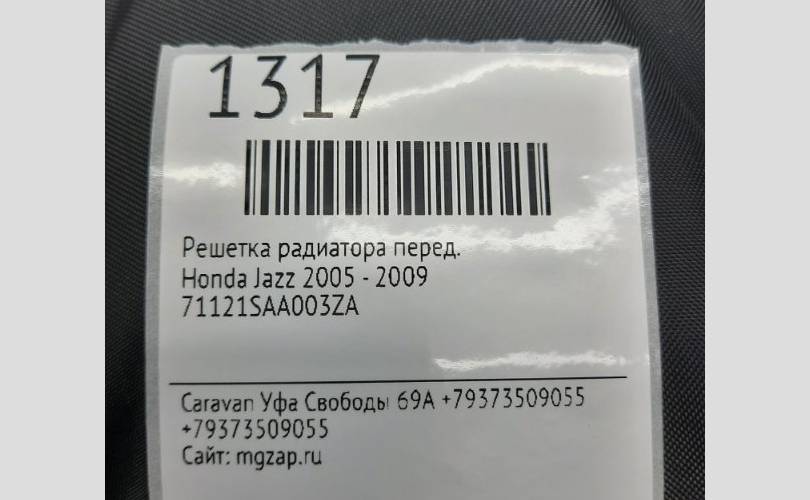 1317
Решетка радиатора перед.
Honda Jazz 2005 - 2009
71121SAA003ZA
Caravan Уфа Свободы 69А +79373509055
+79373509055
Сайт: mgzap.ru